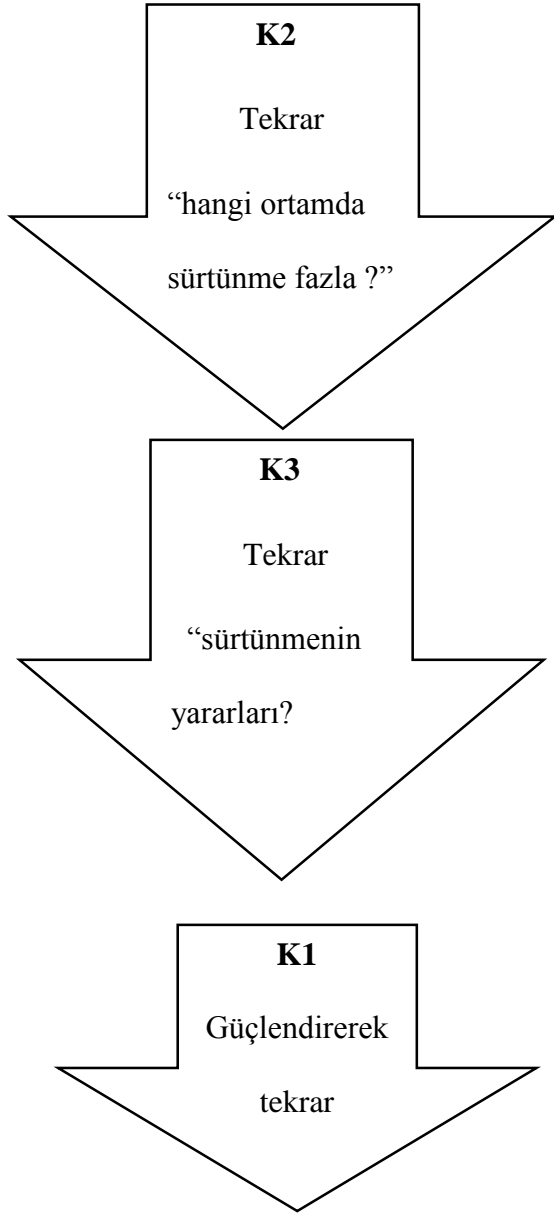 K2
Tekrar
“hangi ortamda
sürtünme fazla ?”
K3
Tekrar
“sürtünmenin
yararları?
K1
Güçlendirerek
tekrar